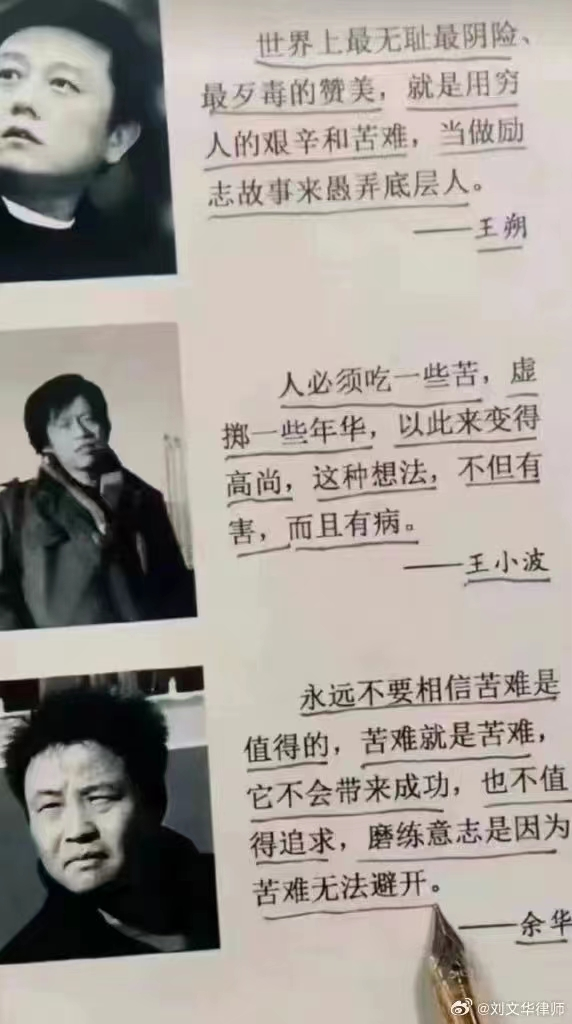 世界上最无耻最阴险、
最歹毒的赞美，就是用穷
人的艰辛和苦难，当做励
志故事来愚弄底层人。
——王朔
人必须吃一些苦，虚
掷一些年华，以此来变得
高尚，这种想法，不但有
害，而且有病。
——王小波
永远不要相信苦难是
值得的，苦难就是苦难，
它不会带来成功，也不值
得追求，磨练意志是因为
苦难无法避开。
——余华
@刘文华律师